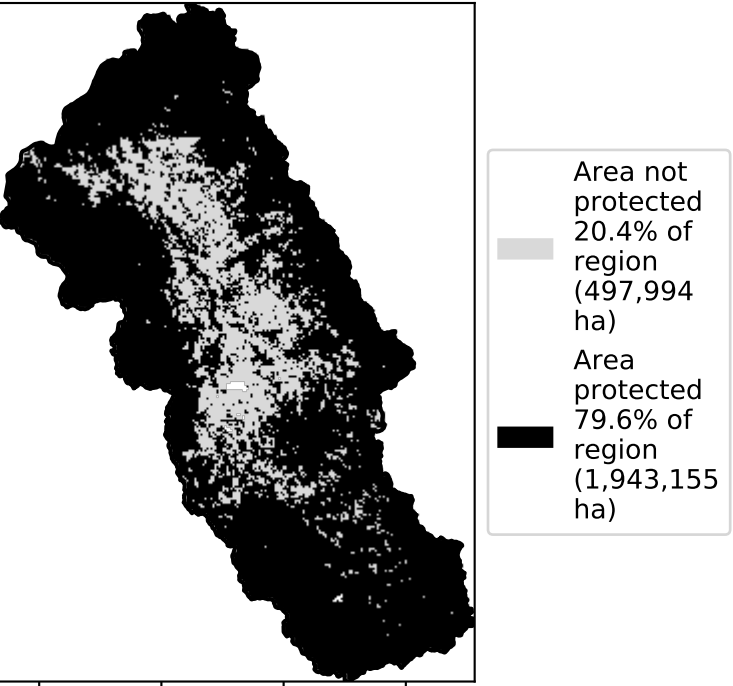 Area not
protected
20.4% of
region
(497,994
ha)
Area
protected
79.6% of
region
(1,943,155
ha)